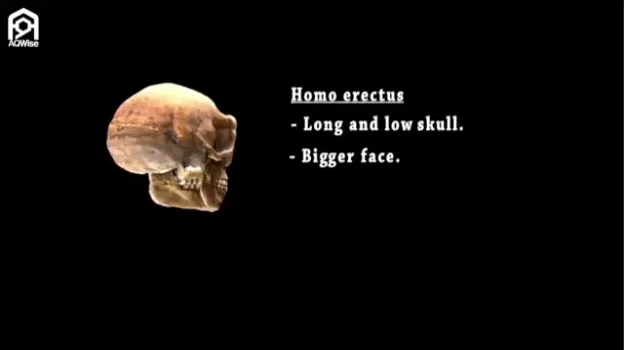 AQWise
Homo erectus
- Long and low skull.
- Bigger face.